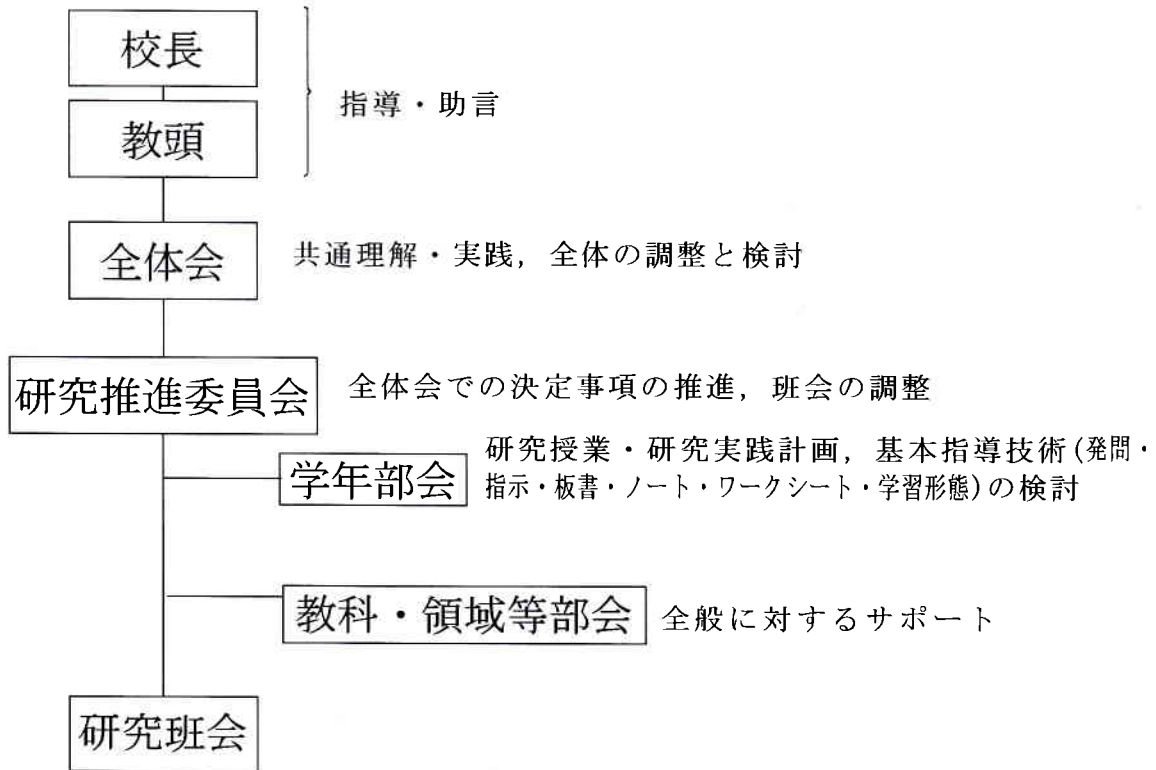 校長
指導・助言
教頭
全体会
共通理解・実践，全体の調整と検討
研究推進委員会
全体会での決定事項の推進，班会の調整
学年部会
研究授業・研究実践計画，基本指導技術(発問・
指示・板書・ノート・ワークシート・学習形態)の検討
教科・領域等部会
全般に対するサポート
研究班会